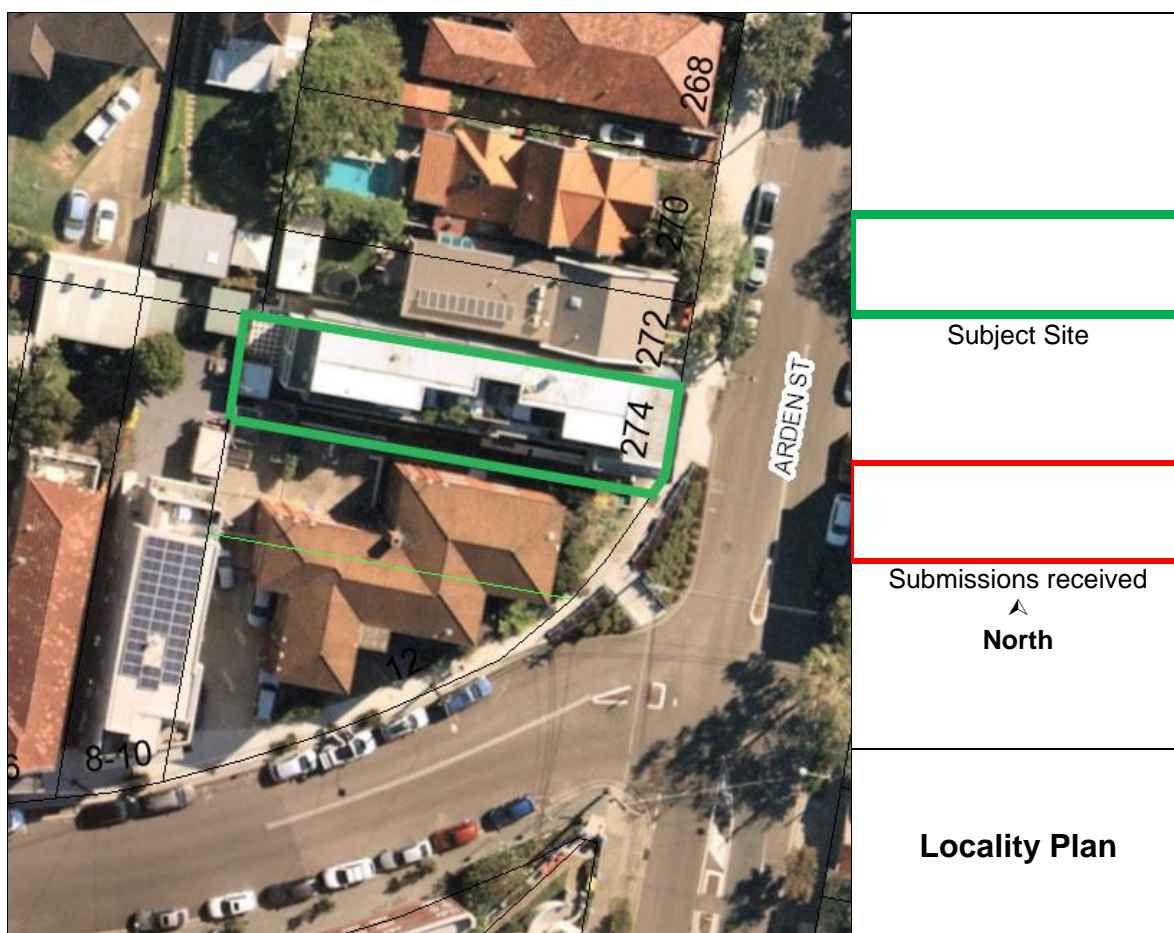 268
270
272
274
ARDEN ST
12
8-10
6
Subject Site
Submissions received
North
Locality Plan